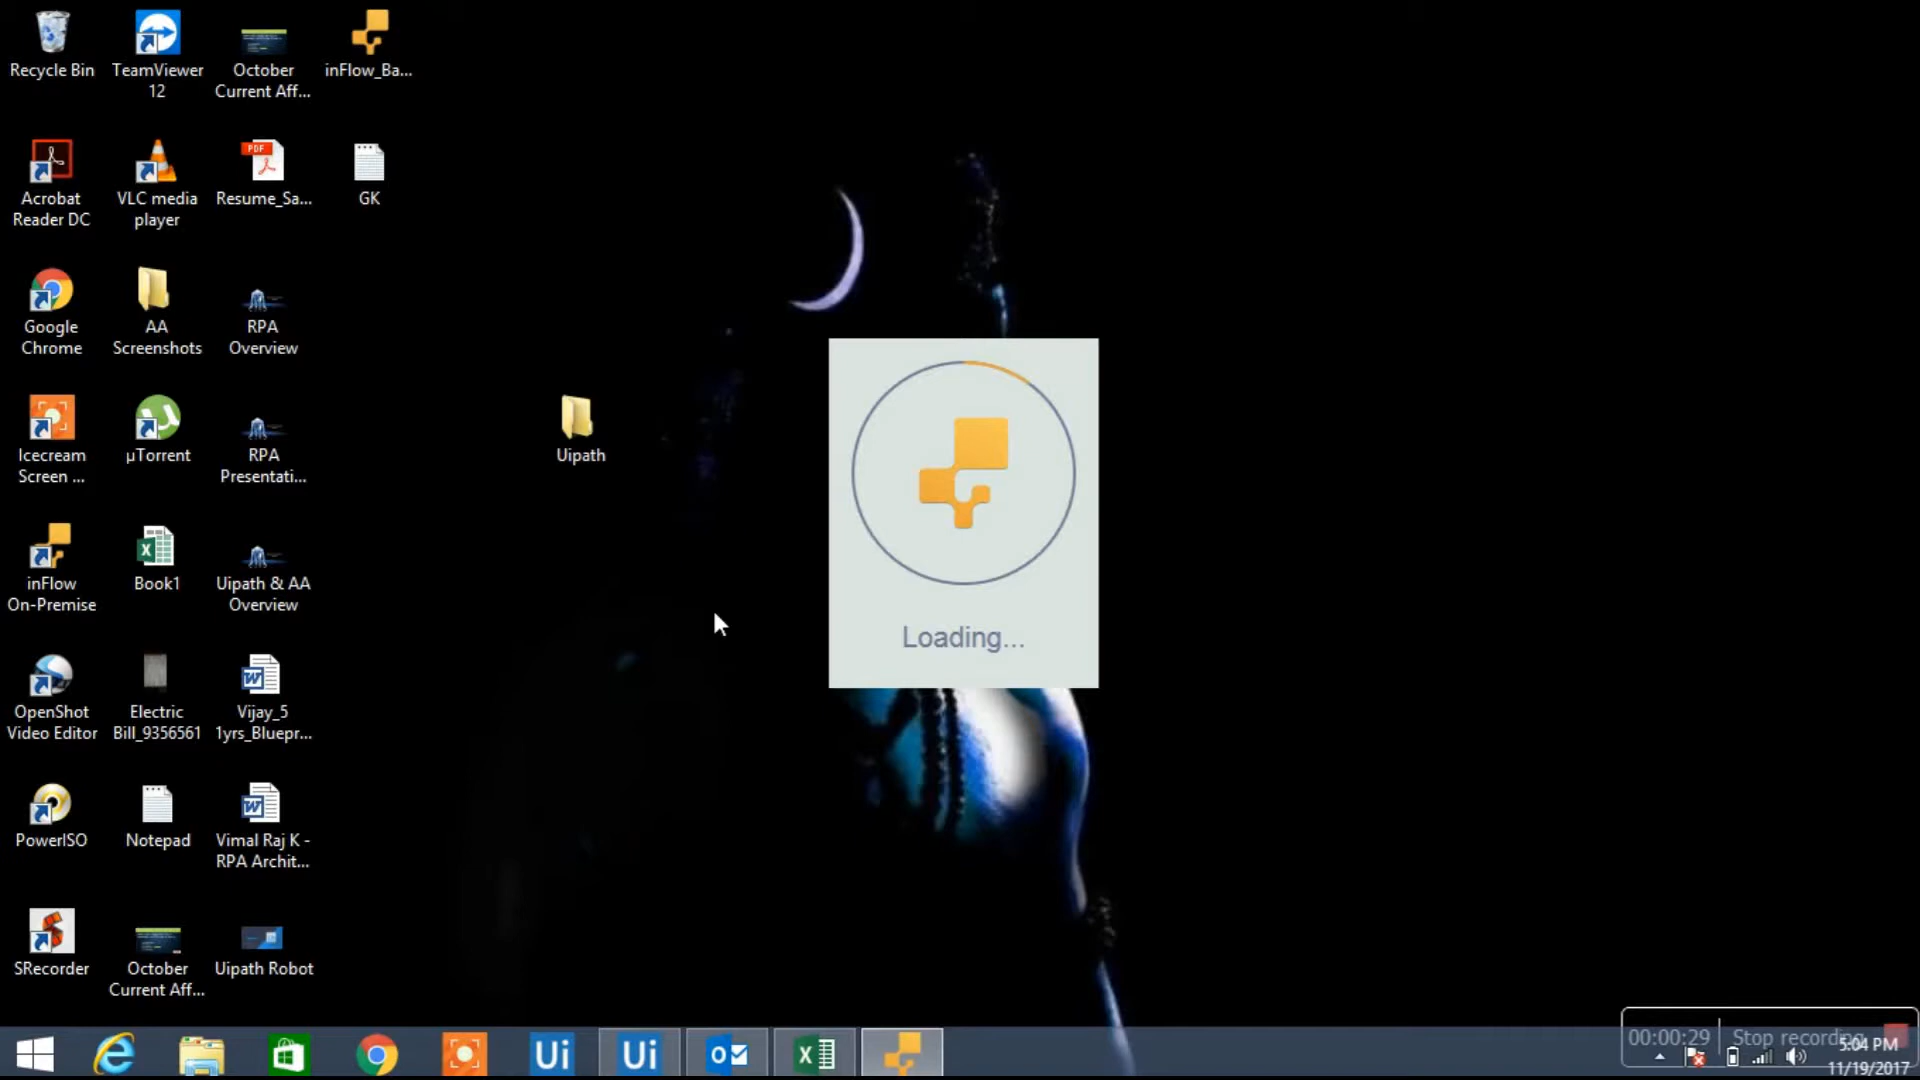 Recycle Bin
TeamViewer
12
October
Current Aff...
inFlow_Ba...
Acrobat
Reader DC
VLC media
player
PDF
Resume_Sa...
GK
Google
Chrome
AA
Screenshots
RPA
Overview
Icecream
Screen ...
µTorrent
RPA
Presentati...
Uipath
inFlow
On-Premise
Book1
Uipath & AA
Overview
Loading...
OpenShot
Video Editor
Electric
Bill_9356561
Vijay_5
1yrs_Bluepr...
PowerISO
Notepad
Vimal Raj K -
RPA Archit...
SRecorder
October
Current Aff...
Uipath Robot
Ui
Ui
00:00:29
Stop recording
5:04 PM
11/19/2017